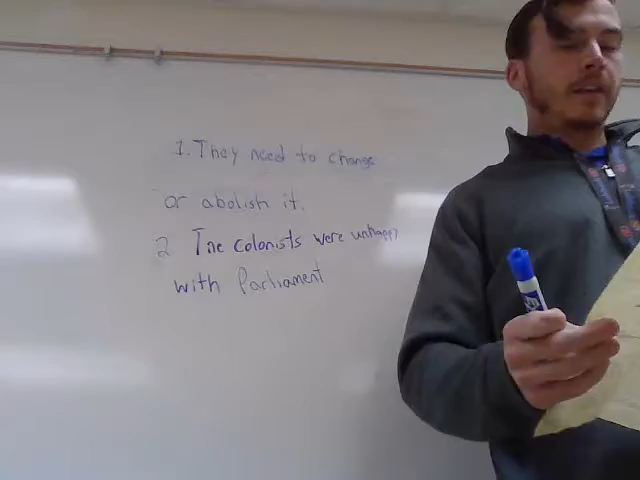 1. They need to change
or abolish it.
2 The colonists were unhappy
with Parliament